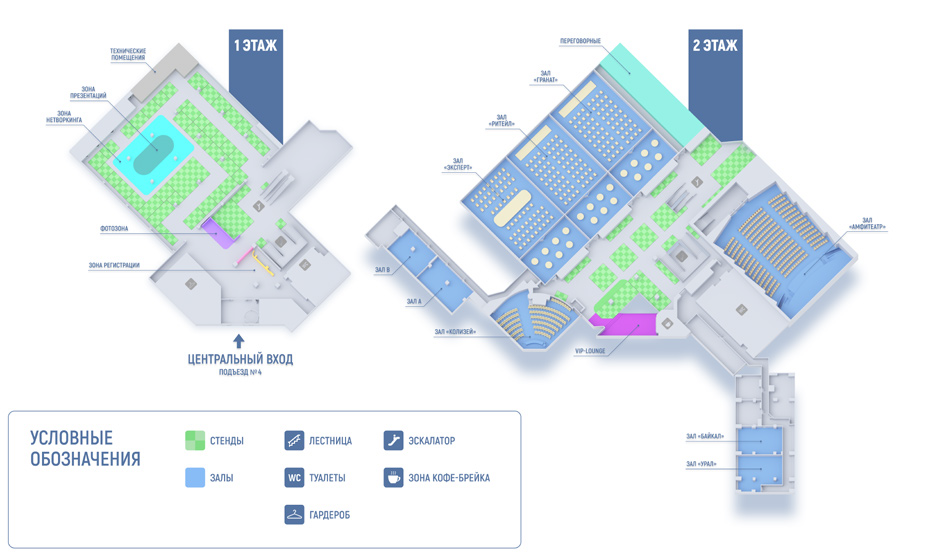 1 ЭТАЖ
ТЕХНИЧЕСКИЕ
ПОМЕЩЕНИЯ
ЗОНА
ПРЕЗЕНТАЦИЙ
ЗОНА
НЕТВОРКИНГА
ФОТОЗОНА
ЗОНА РЕГИСТРАЦИИ
ЦЕНТРАЛЬНЫЙ ВХОД
ПОДЪЕЗД №4
2 ЭТАЖ
ПЕРЕГОВОРНЫЕ
ЗАЛ
«ГРАНАТ»
ЗАЛ
«РИТЕЙЛ»
ЗАЛ
«ЭКСПЕРТ»
ЗАЛ
«АМФИТЕАТР»
ЗАЛ B
ЗАЛ A
ЗАЛ «КОЛИЗЕЙ»
VIP-LOUNGE
ЗАЛ «БАЙКАЛ»
ЗАЛ «УРАЛ»
УСЛОВНЫЕ
ОБОЗНАЧЕНИЯ
СТЕНДЫ
ЛЕСТНИЦА
ЭСКАЛАТОР
ЗАЛЫ
WC ТУАЛЕТЫ
ЗОНА КОФЕ-БРЕЙКА
ГАРДЕРОБ